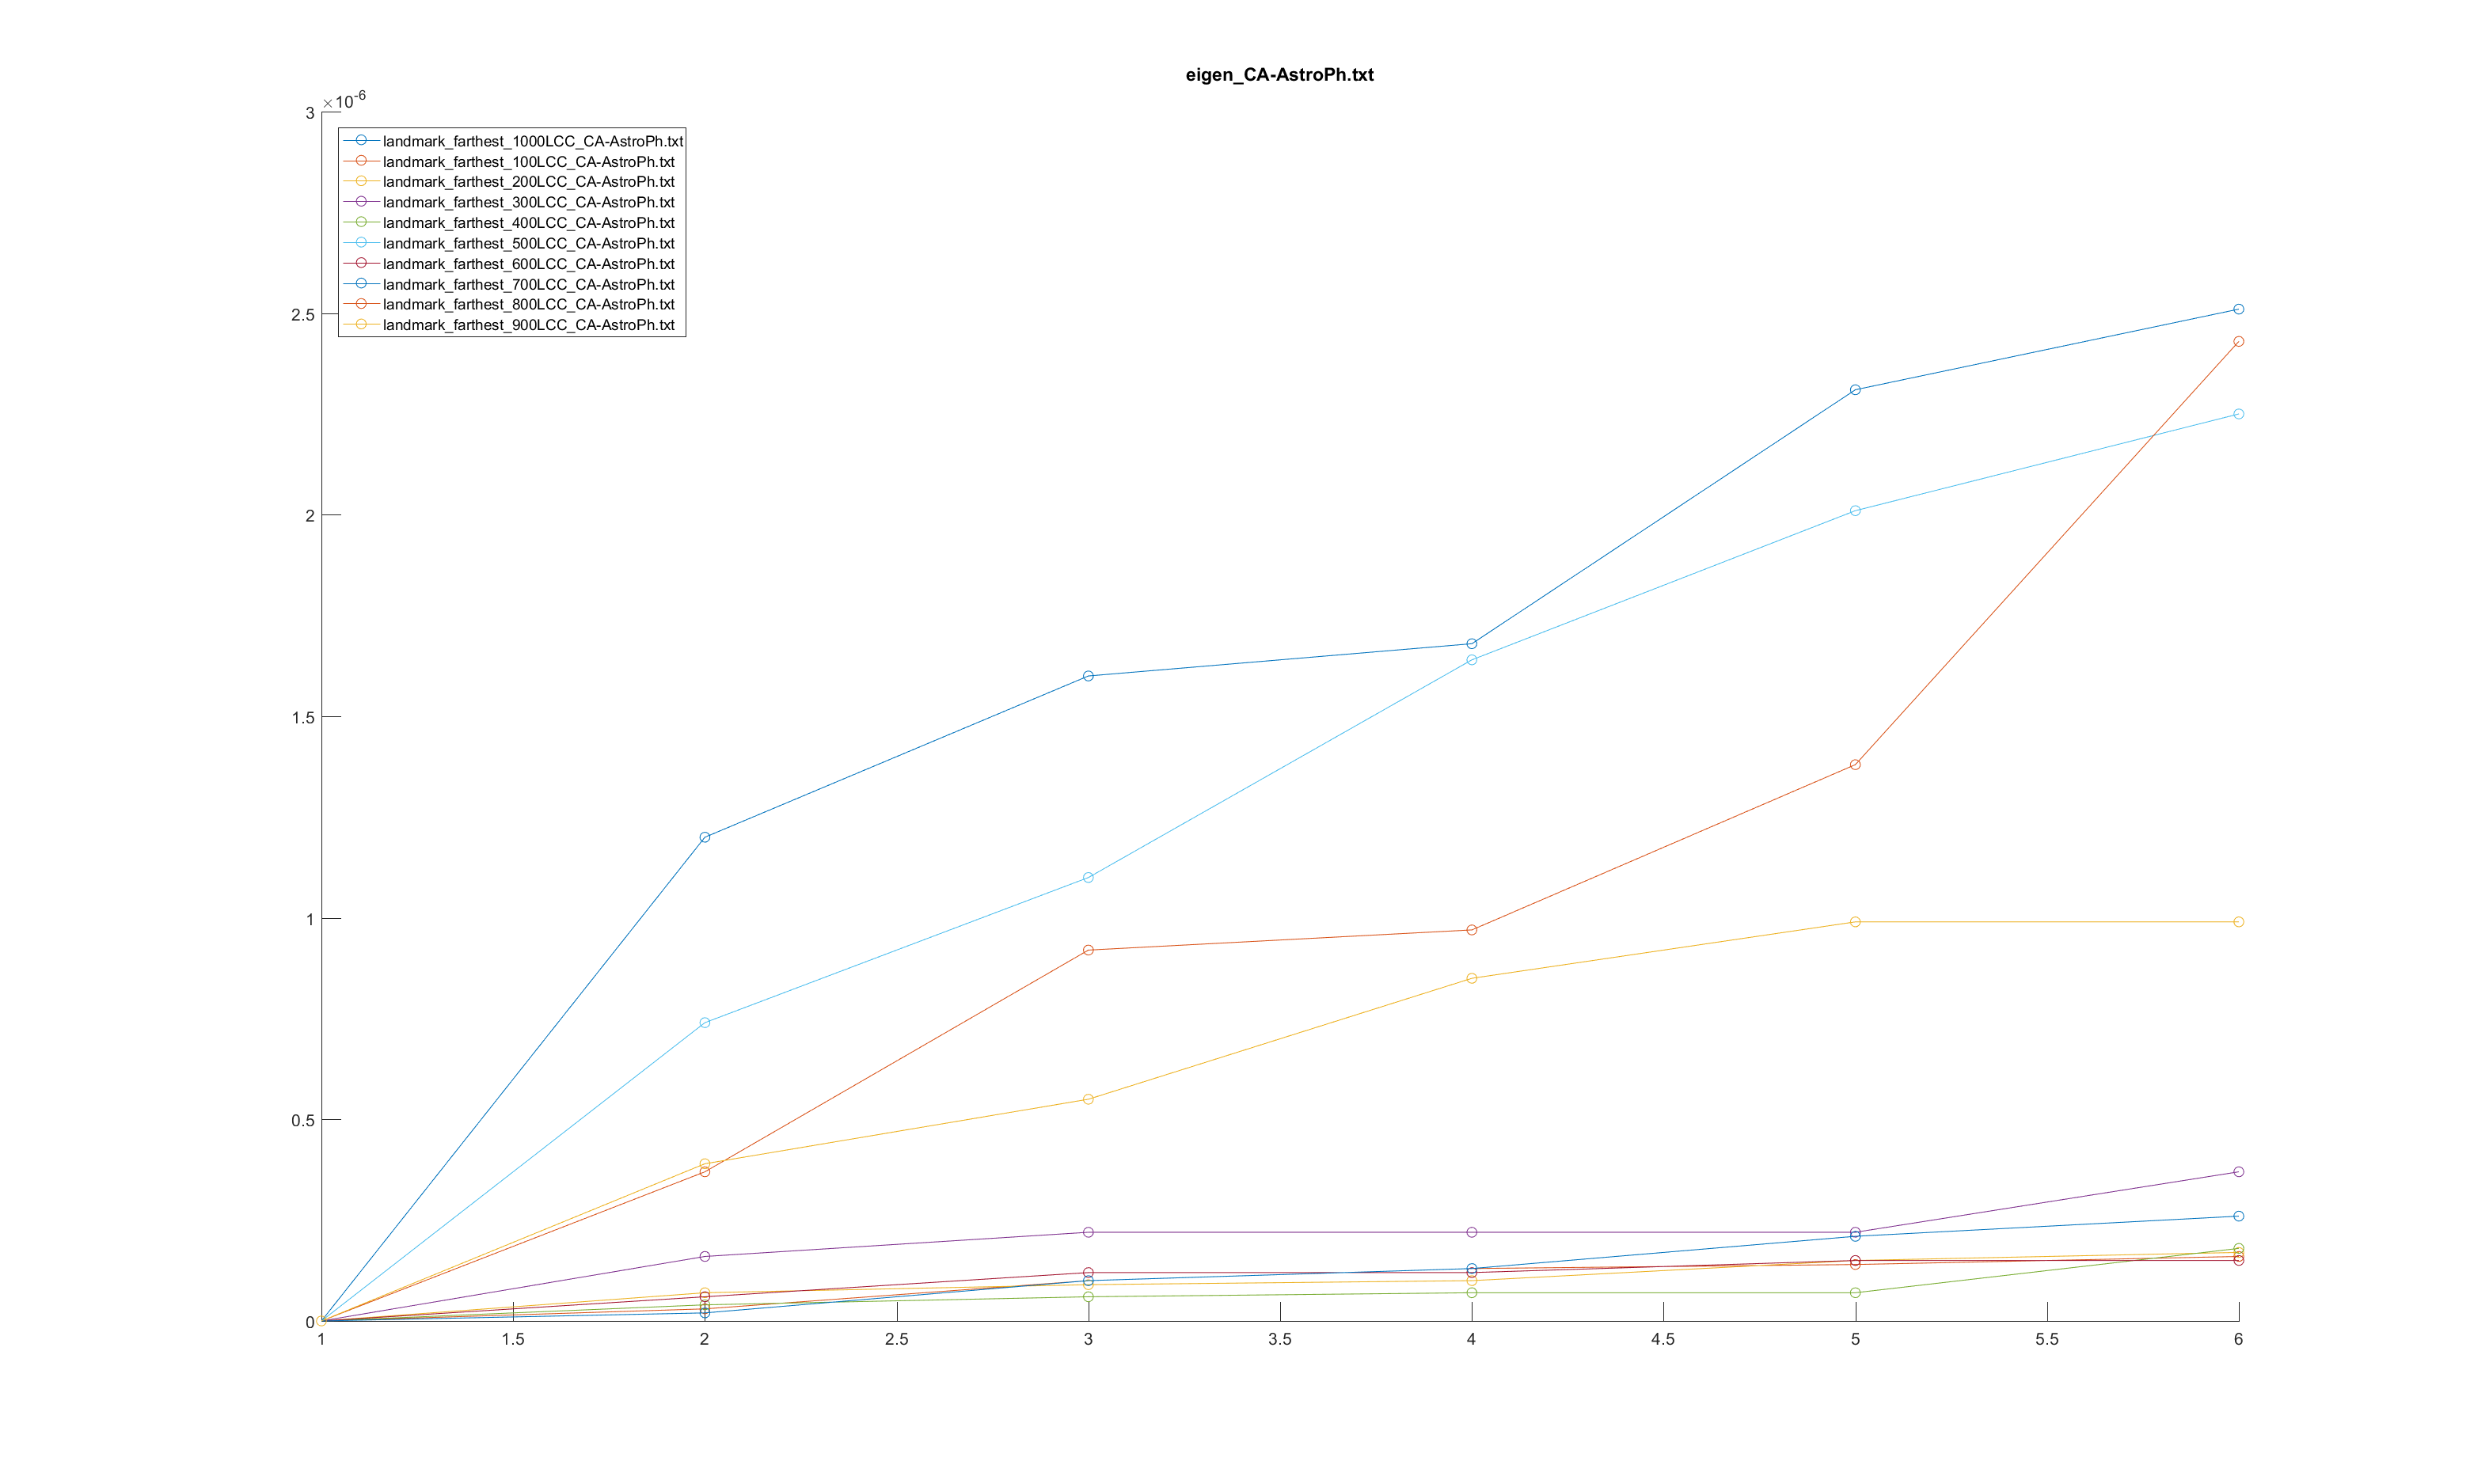 eigen_CA-AstroPh.txt
×10-6
3
2.5
2
1.5
1
0.5
0
landmark_farthest_1000LCC_CA-AstroPh.txt
landmark_farthest_100LCC_CA-AstroPh.txt
landmark_farthest_200LCC_CA-AstroPh.txt
landmark_farthest_300LCC_CA-AstroPh.txt
landmark_farthest_400LCC_CA-AstroPh.txt
landmark_farthest_500LCC_CA-AstroPh.txt
landmark_farthest_600LCC_CA-AstroPh.txt
landmark_farthest_700LCC_CA-AstroPh.txt
landmark_farthest_800LCC_CA-AstroPh.txt
landmark_farthest_900LCC_CA-AstroPh.txt
1 1.5 2 2.5 3 3.5 4 4.5 5 5.5 6